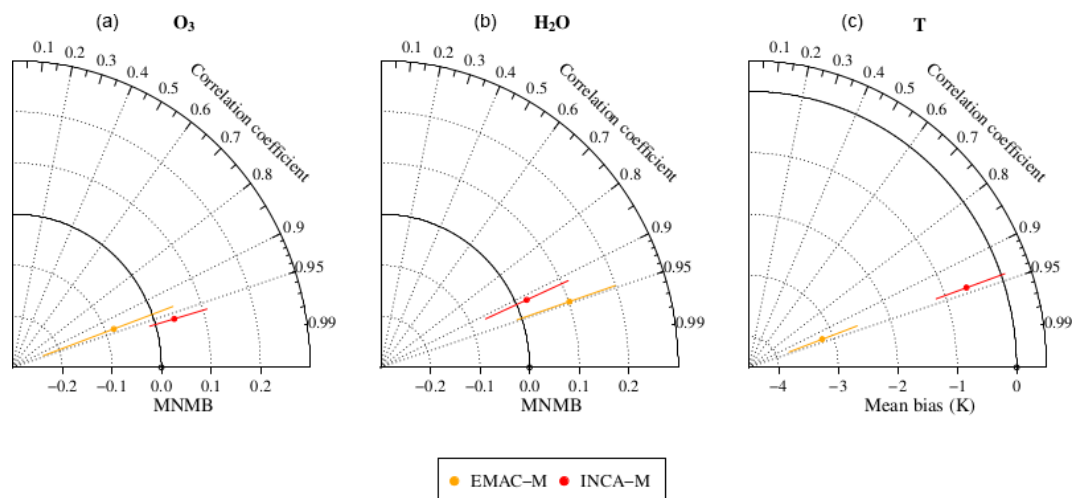 (a) O₃
0.1 0.2 0.3 0.4 0.5 0.6 0.7 0.8 0.9 0.95 0.99
Correlation coefficient
−0.2 −0.1 0.0 0.1 0.2
MNMB
(b) H₂O
0.1 0.2 0.3 0.4 0.5 0.6 0.7 0.8 0.9 0.95 0.99
Correlation coefficient
−0.2 −0.1 0.0 0.1 0.2
MNMB
(c) T
0.1 0.2 0.3 0.4 0.5 0.6 0.7 0.8 0.9 0.95 0.99
Correlation coefficient
−4 −3 −2 −1 0
Mean bias (K)
EMAC−M INCA−M